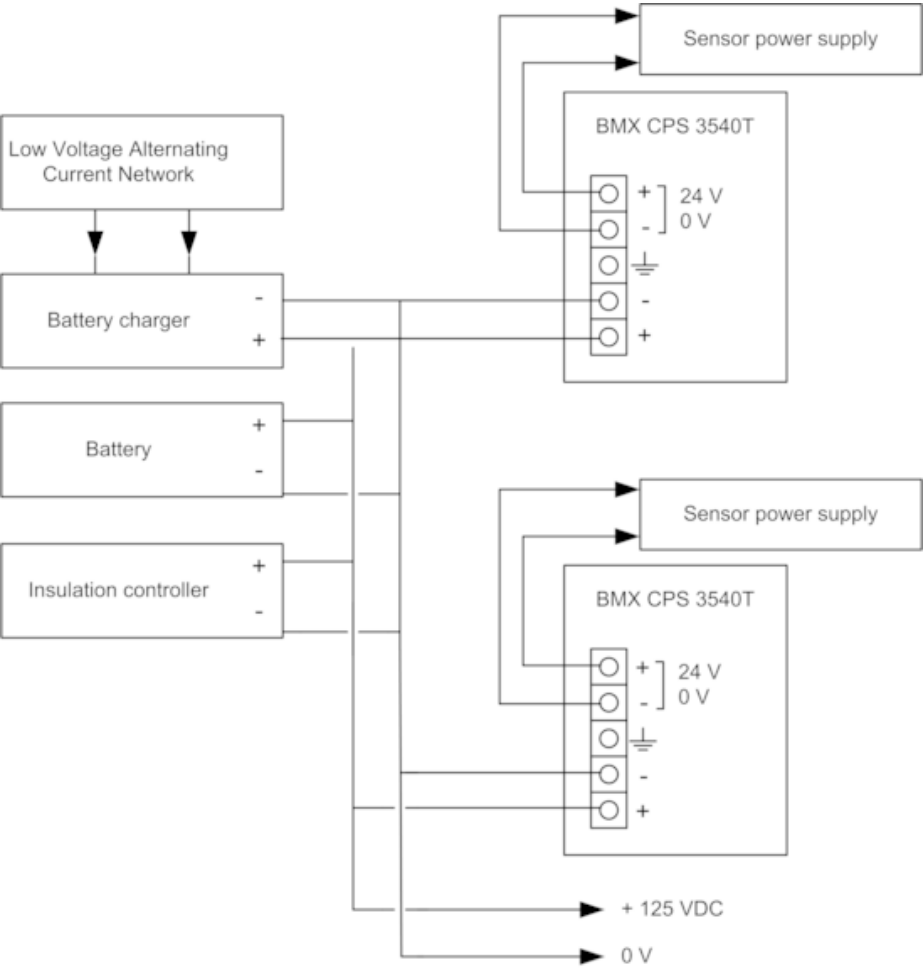 Sensor power supply
BMX CPS 3540T
Low Voltage Alternating
Current Network
+ 24 V
- 0 V
Battery charger
-
+
-
+
Battery
+
-
Sensor power supply
Insulation controller
+
-
BMX CPS 3540T
+ 24 V
- 0 V
-
+
+ 125 VDC
0 V